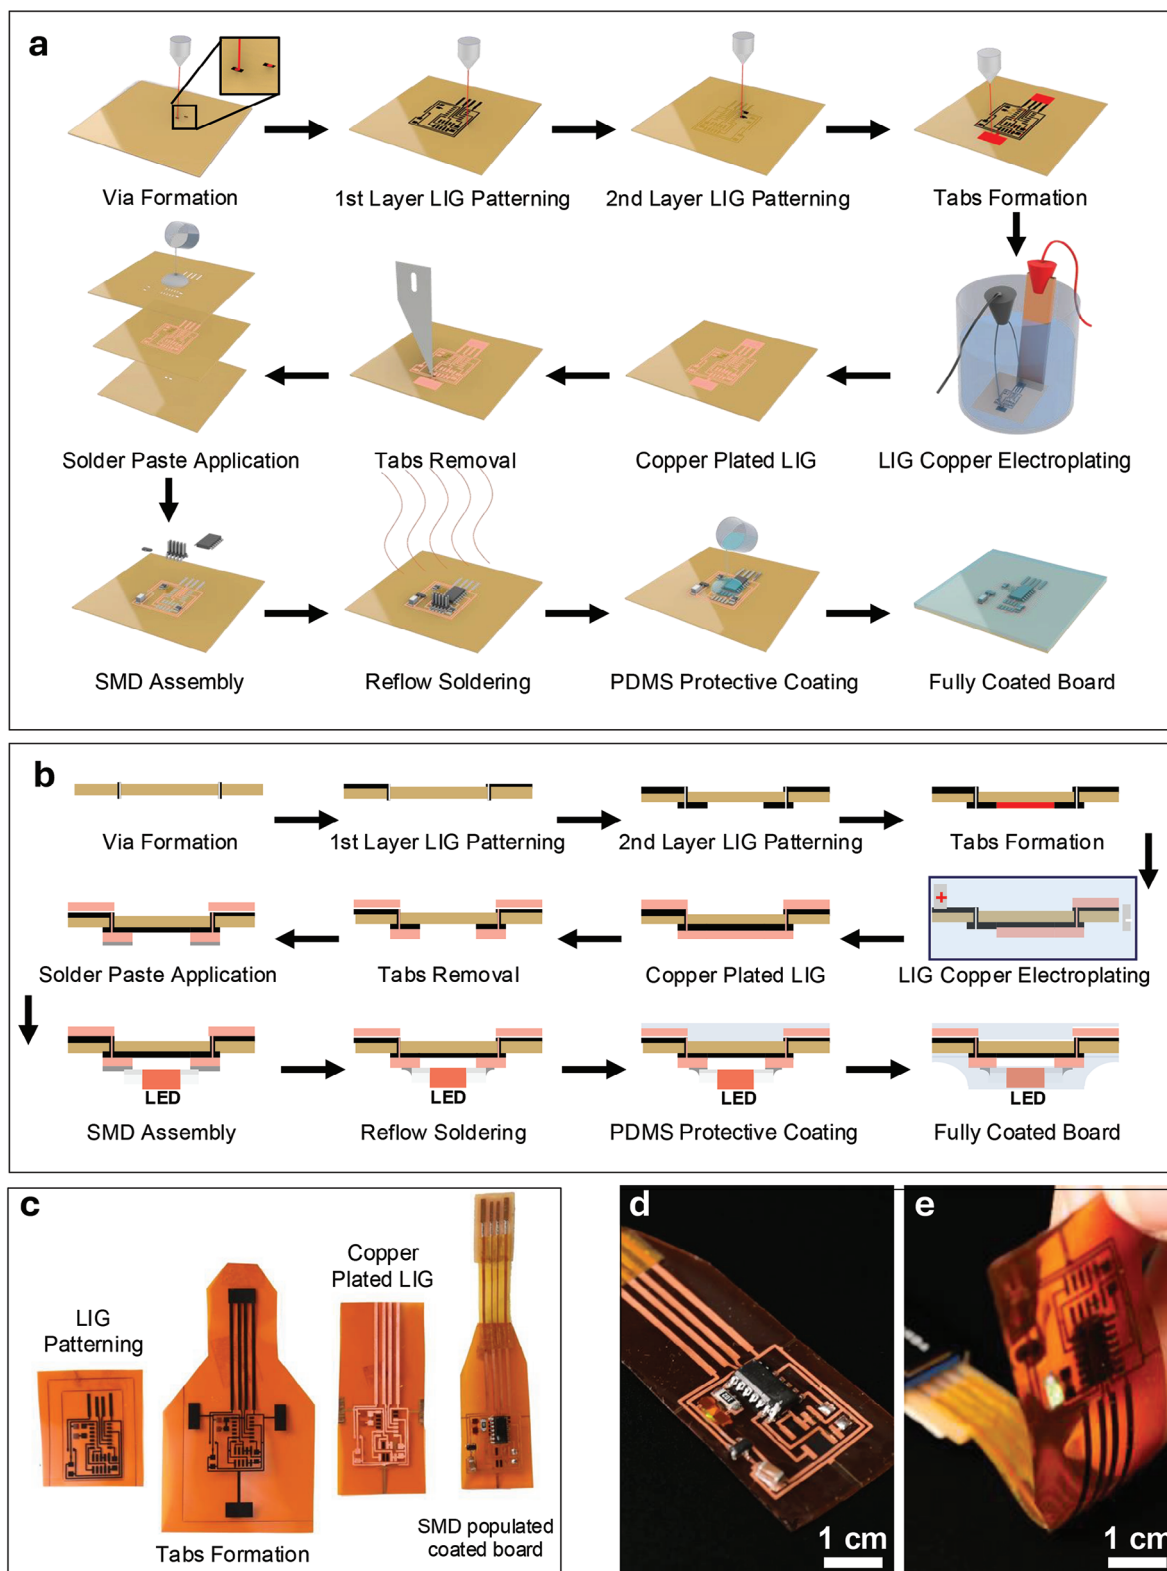 a
Via Formation
1st Layer LIG Patterning
2nd Layer LIG Patterning
Tabs Formation
Solder Paste Application
Tabs Removal
Copper Plated LIG
LIG Copper Electroplating
SMD Assembly
Reflow Soldering
PDMS Protective Coating
Fully Coated Board
b
Via Formation
1st Layer LIG Patterning
2nd Layer LIG Patterning
Tabs Formation
+
-
Solder Paste Application
Tabs Removal
Copper Plated LIG
LIG Copper Electroplating
LED
LED
LED
LED
SMD Assembly
Reflow Soldering
PDMS Protective Coating
Fully Coated Board
c
LIG
Patterning
Tabs Formation
Copper
Plated LIG
SMD populated
coated board
d
1 cm
e
1 cm